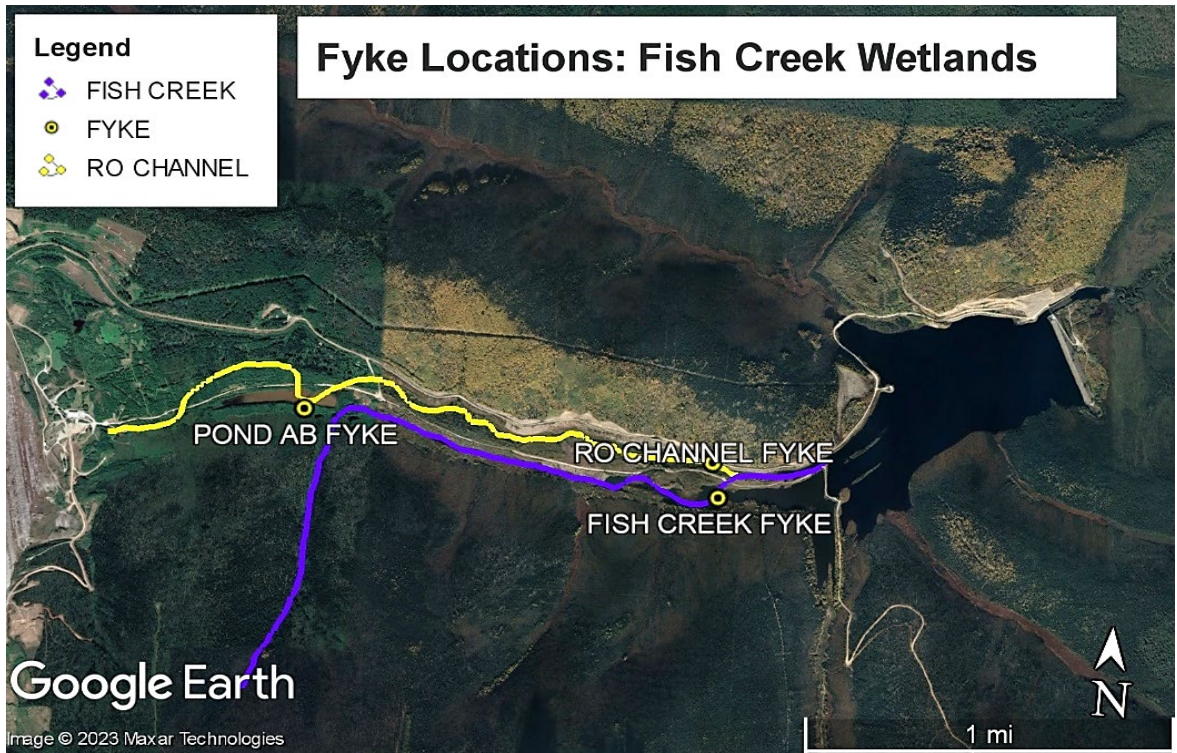 Legend
FISH CREEK
FYKE
RO CHANNEL
Fyke Locations: Fish Creek Wetlands
POND AB FYKE
RO CHANNEL FYKE
FISH CREEK FYKE
Google Earth
Image © 2023 Maxar Technologies
N
1 mi